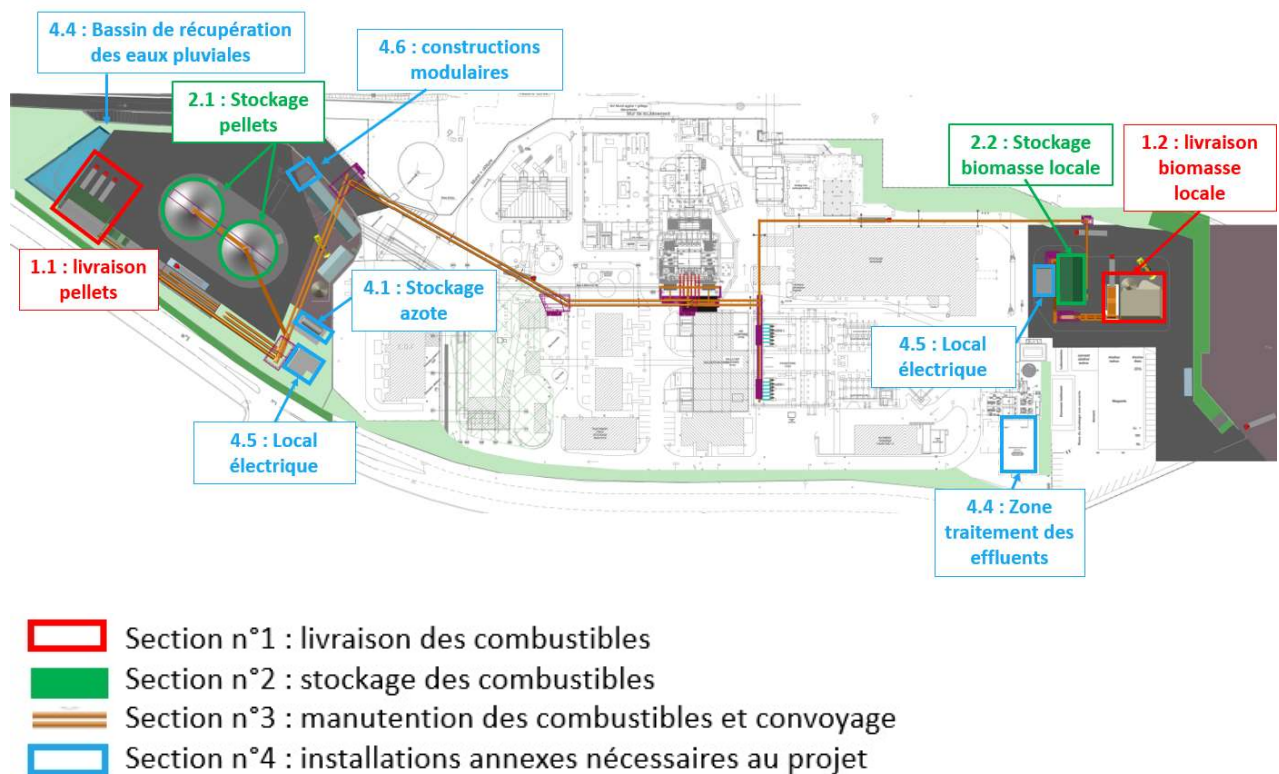 4.4 : Bassin de récupération
des eaux pluviales
4.6 : constructions
modulaires
2.1 : Stockage
pellets
2.2 : Stockage
biomasse locale
1.2 : livraison
biomasse
locale
1.1 : livraison
pellets
4.1 : Stockage
azote
4.5 : Local
électrique
4.5 : Local
électrique
4.4 : Zone
traitement des
effluents
Section n°1 : livraison des combustibles
Section n°2 : stockage des combustibles
Section n°3 : manutention des combustibles et convoyage
Section n°4 : installations annexes nécessaires au projet